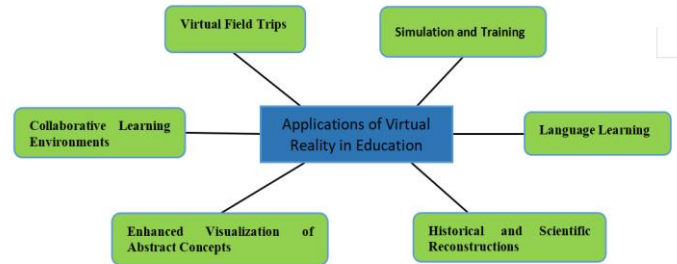 Virtual Field Trips
Simulation and Training
Collaborative Learning
Environments
Applications of Virtual
Reality in Education
Language Learning
Enhanced Visualization of
Abstract Concepts
Historical and Scientific
Reconstructions